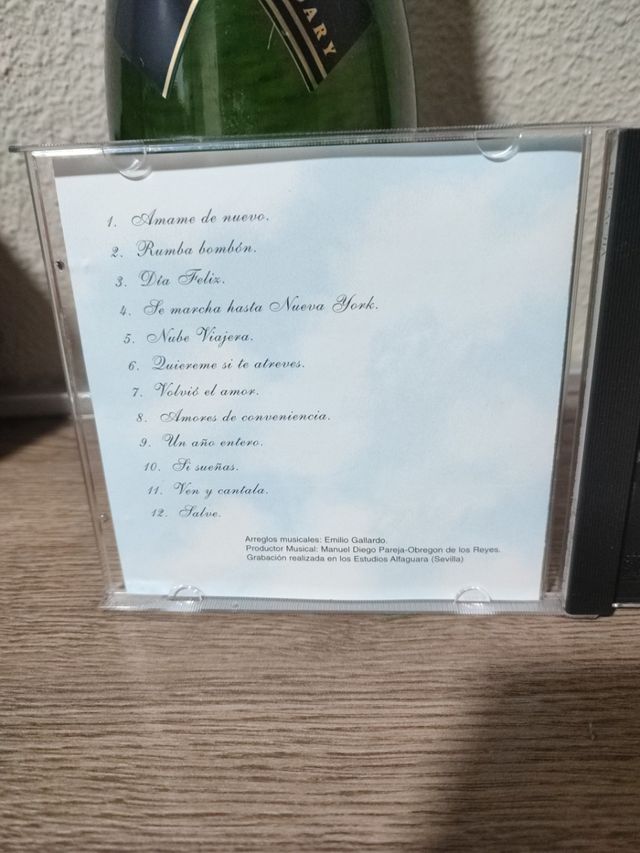 ARY
1. Amame de nuevo.
2. Rumba bombón.
3. Día Feliz.
4. Se marcha hasta Nueva York.
5. Nube Viajera.
6. Quiereme si te atreves.
7. Volvió el amor.
8. Amores de conveniencia.
9. Un año entero.
10. Si sueñas.
11. Ven y cantala.
12. Salve.
Arreglos musicales: Emilio Gallardo.
Productor Musical: Manuel Diego Pareja-Obregon de los Reyes.
Grabación realizada en los Estudios Alfaguara (Sevilla)